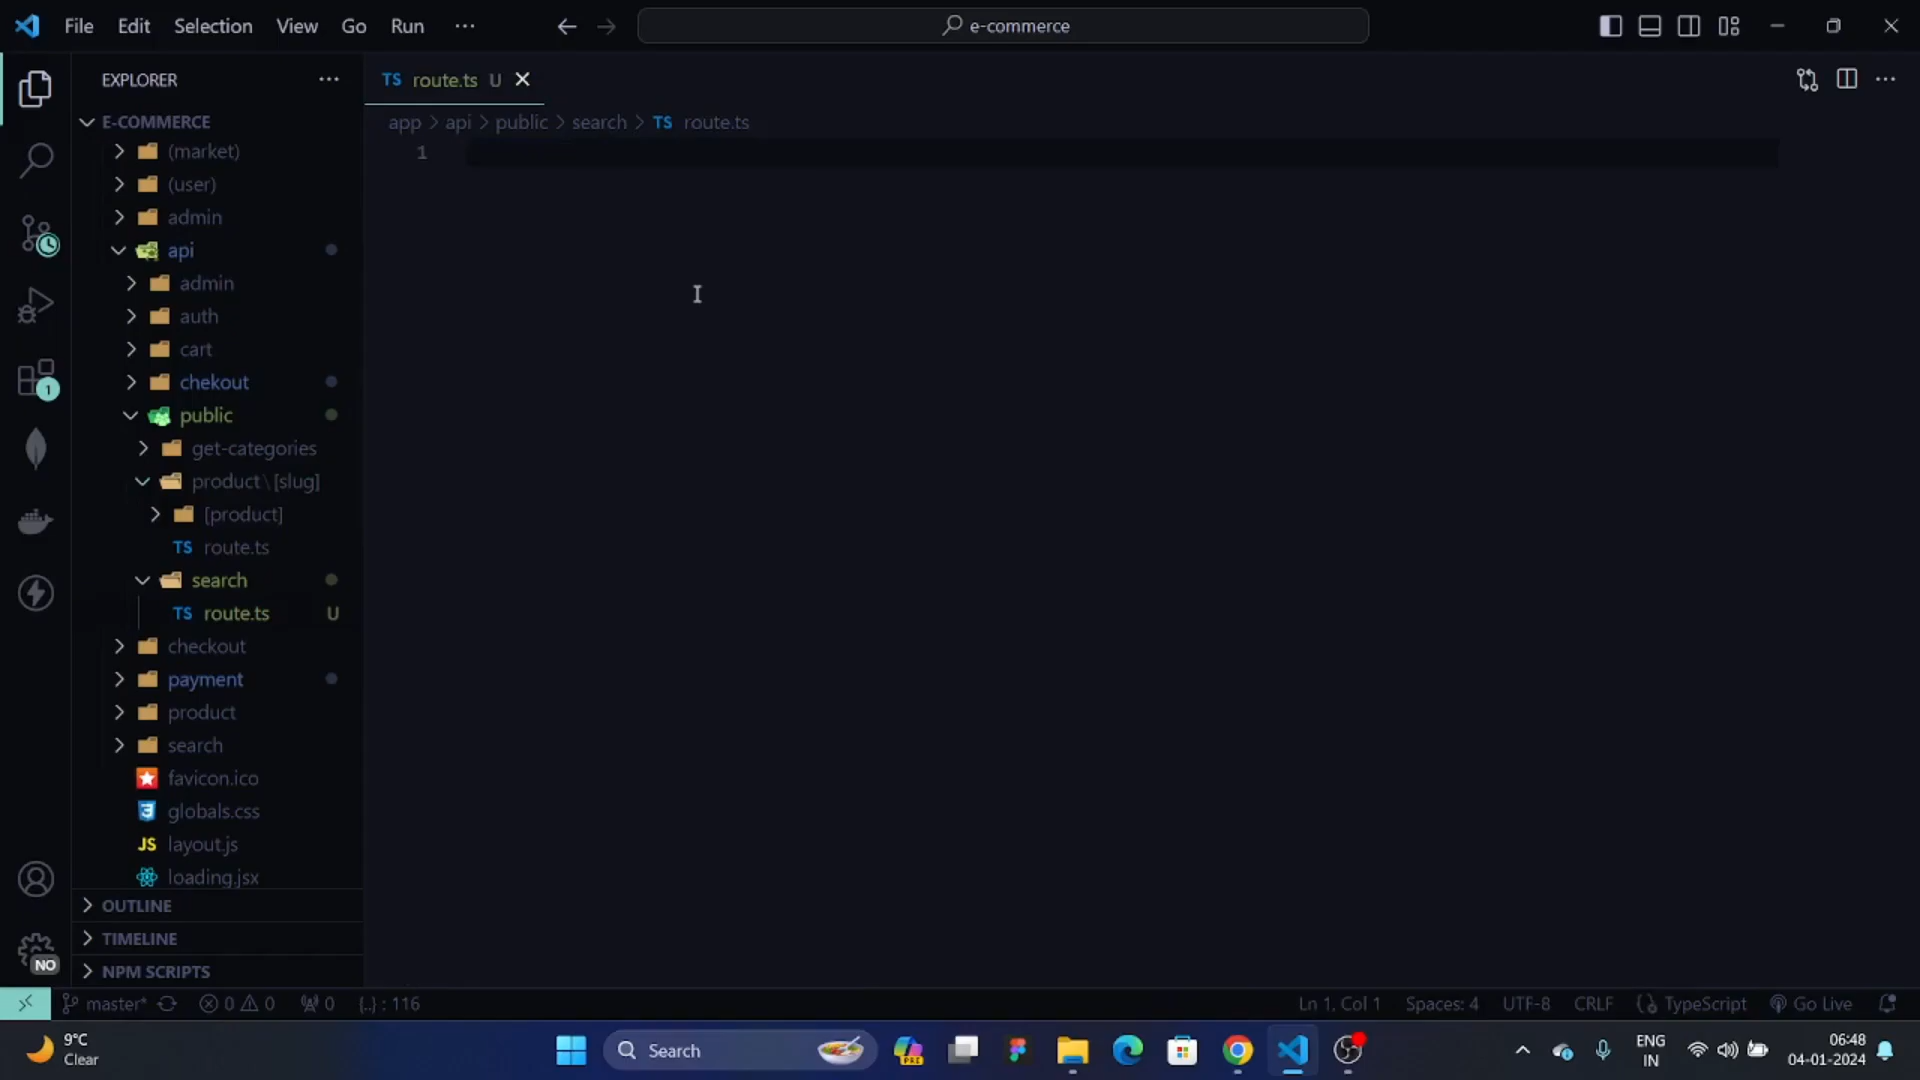 File Edit Selection View Go Run
e-commerce
EXPLORER
TS route.ts U
E-COMMERCE
app > api > public > search > TS route.ts
1
(market)
(user)
admin
api
admin
auth
cart
chekout
public
get-categories
product\[slug]
[product]
TS route.ts
search
TS route.ts U
checkout
payment
product
search
favicon.ico
globals.css
JS layout.js
loading.jsx
OUTLINE
TIMELINE
NPM SCRIPTS
1
NO
master* 0 0 0 {..} : 116
Ln 1, Col 1 Spaces: 4 UTF-8 CRLF TypeScript Go Live
9°C
Clear
Search
PRE
ENG
IN
06:48
04-01-2024